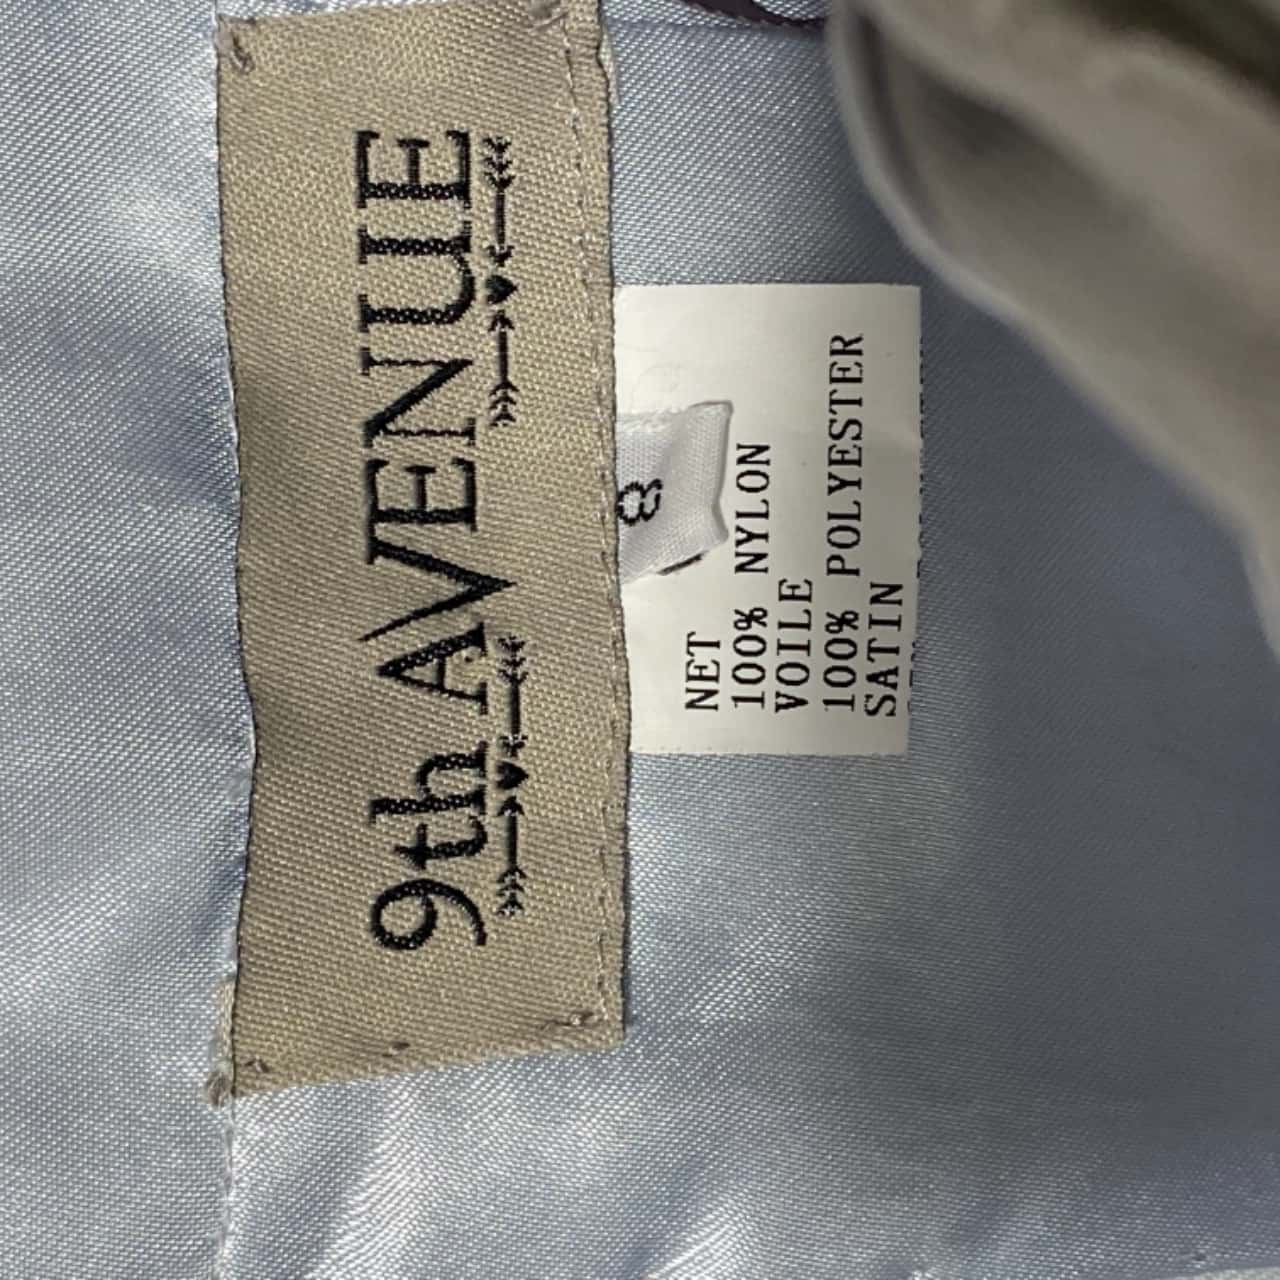 9th AVENUE
8
NET
100% NYLON
VOILE
100% POLYESTER
SATIN